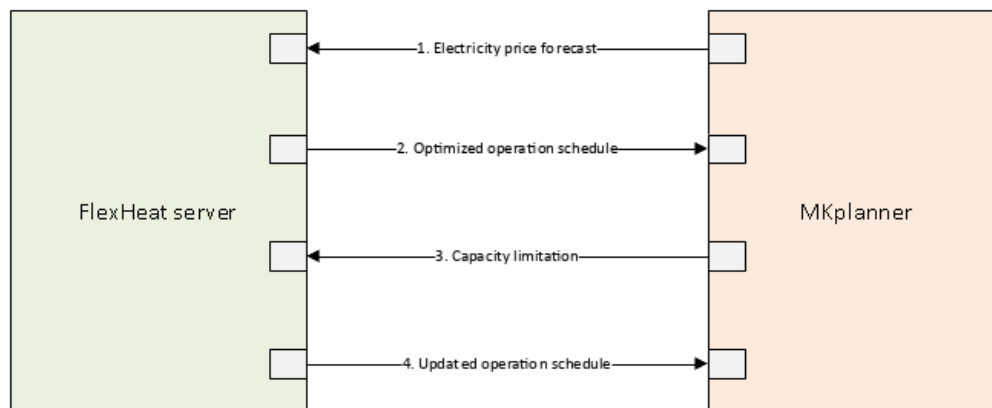 1. Electricity price forecast
2. Optimized operation schedule
FlexHeat server
MKplanner
3. Capacity limitation
4. Updated operation schedule